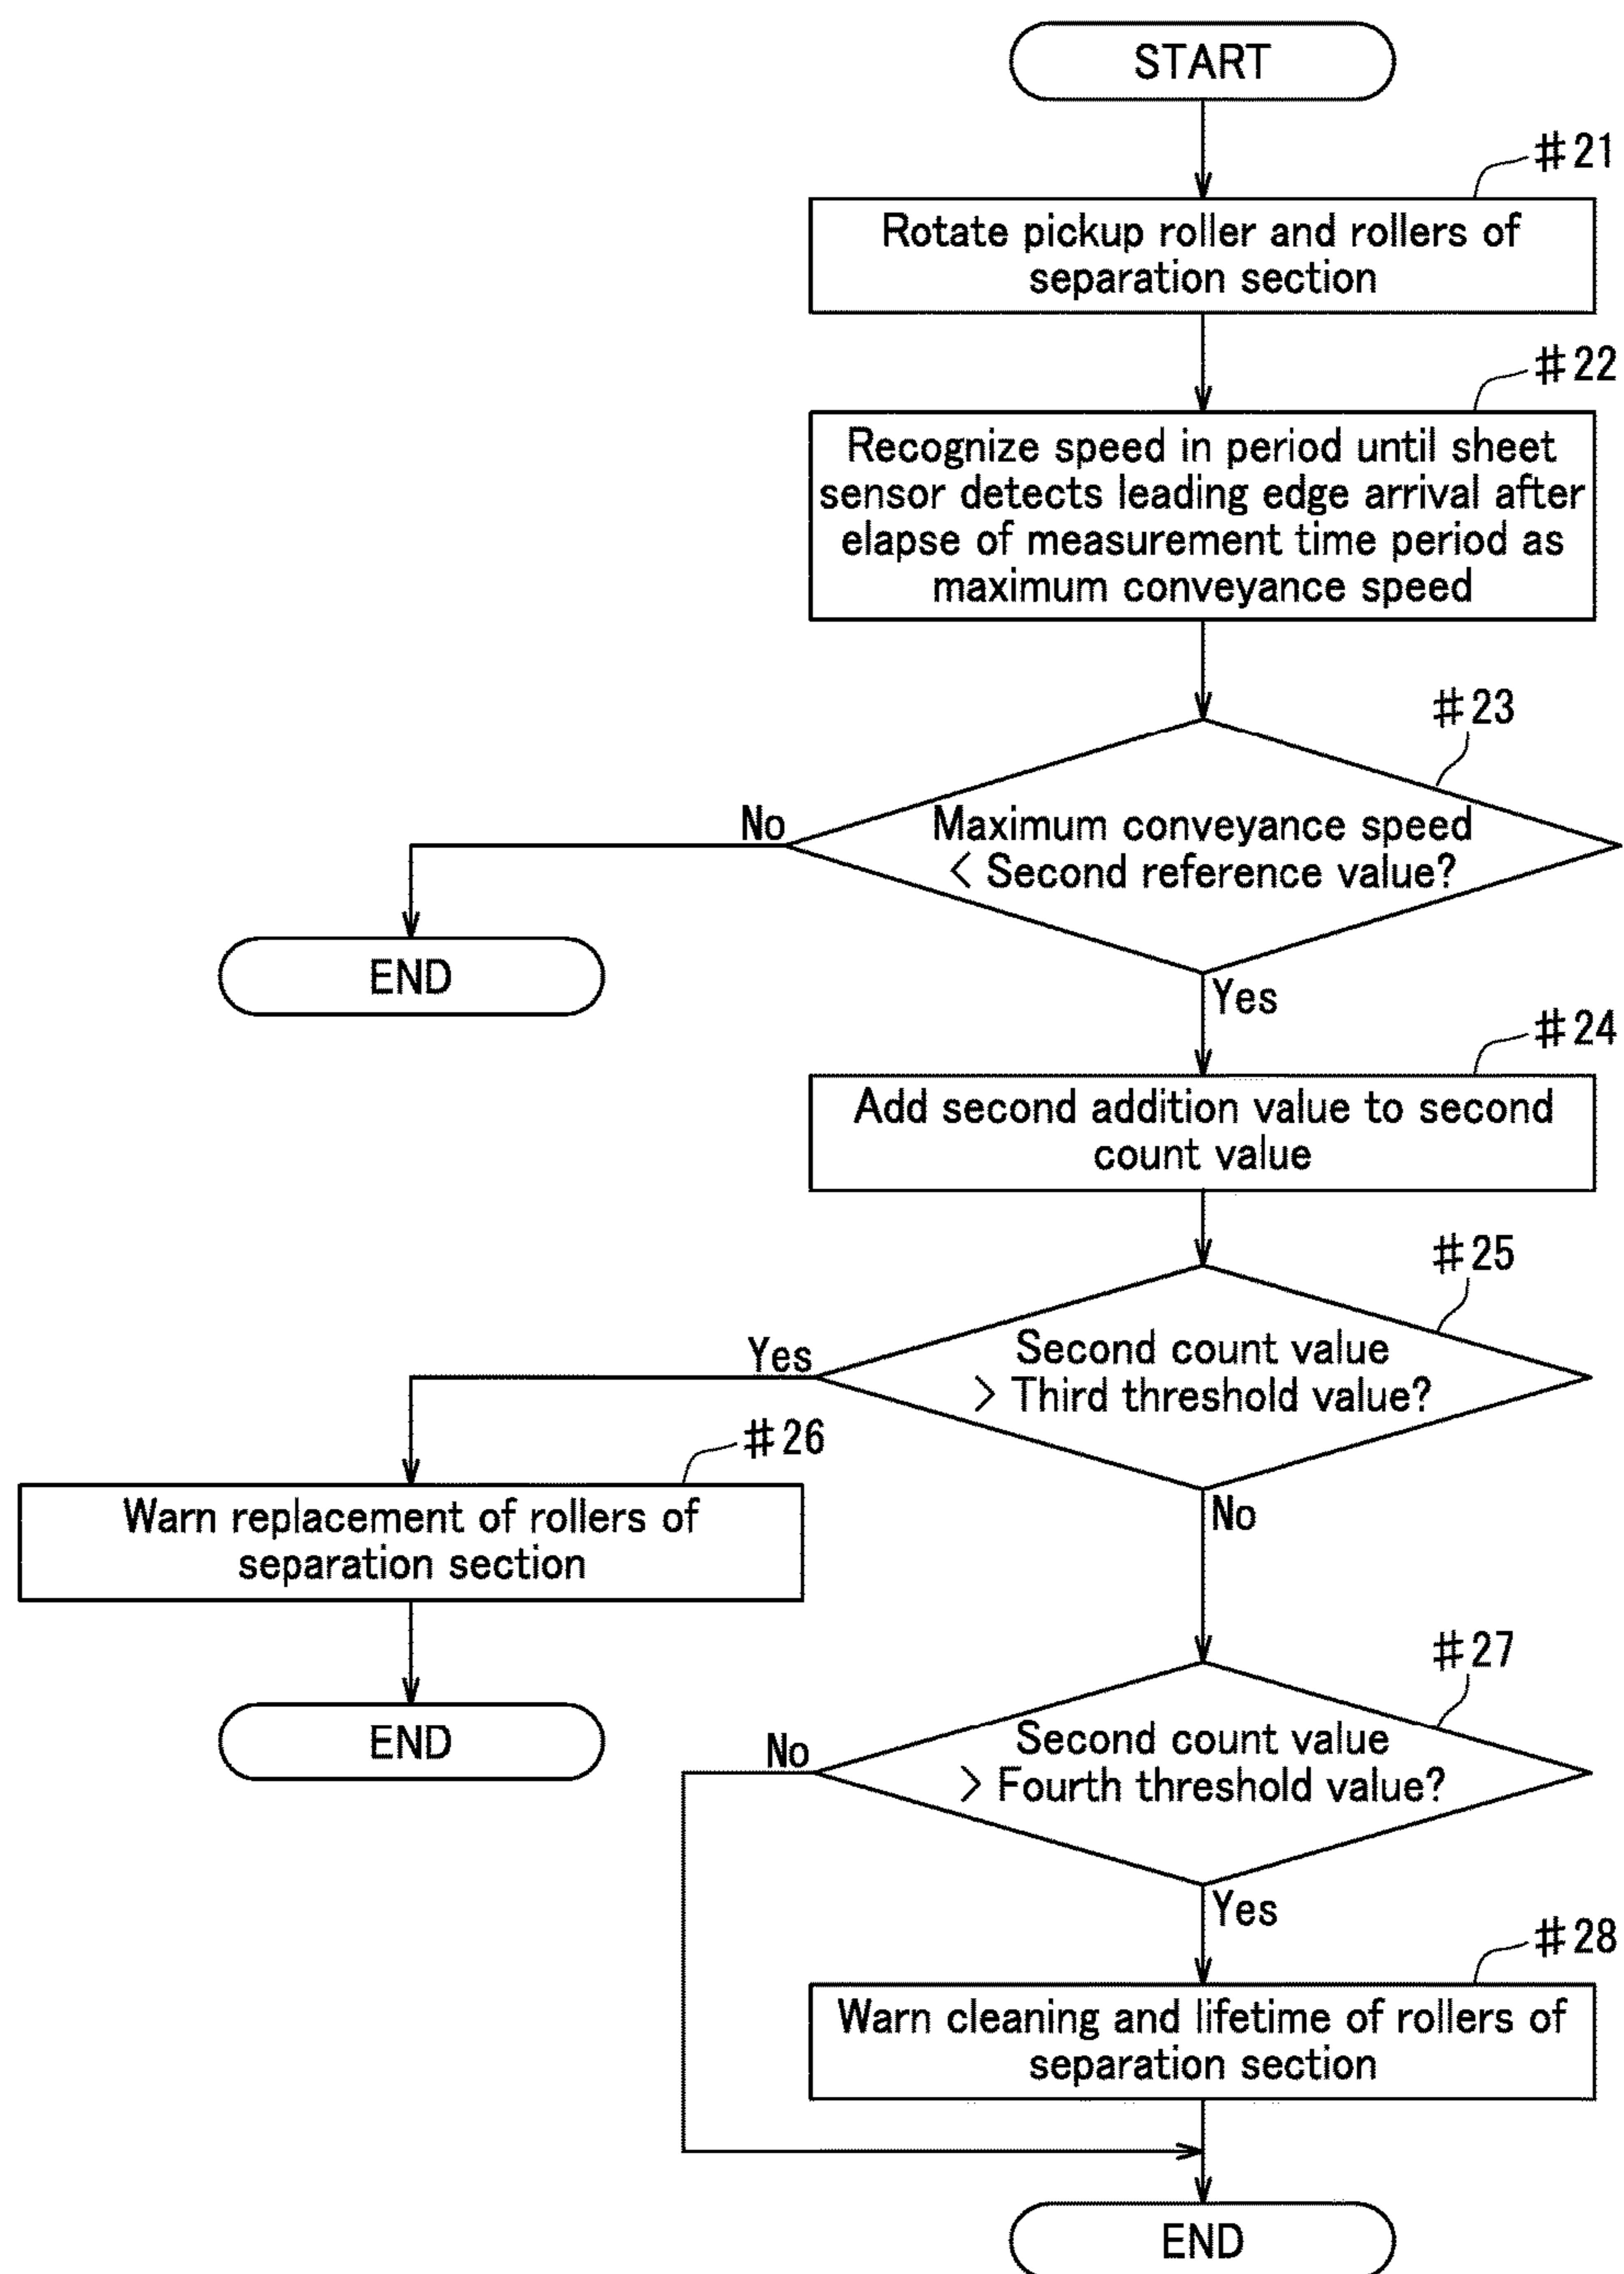 START
#21
Rotate pickup roller and rollers of
separation section
#22
Recognize speed in period until sheet
sensor detects leading edge arrival after
elapse of measurement time period as
maximum conveyance speed
#23
No
Maximum conveyance speed
< Second reference value?
END
Yes
#24
Add second addition value to second
count value
#25
Yes
Second count value
> Third threshold value?
#26
No
Warn replacement of rollers of
separation section
#27
END
No
Second count value
> Fourth threshold value?
Yes
#28
Warn cleaning and lifetime of rollers of
separation section
END